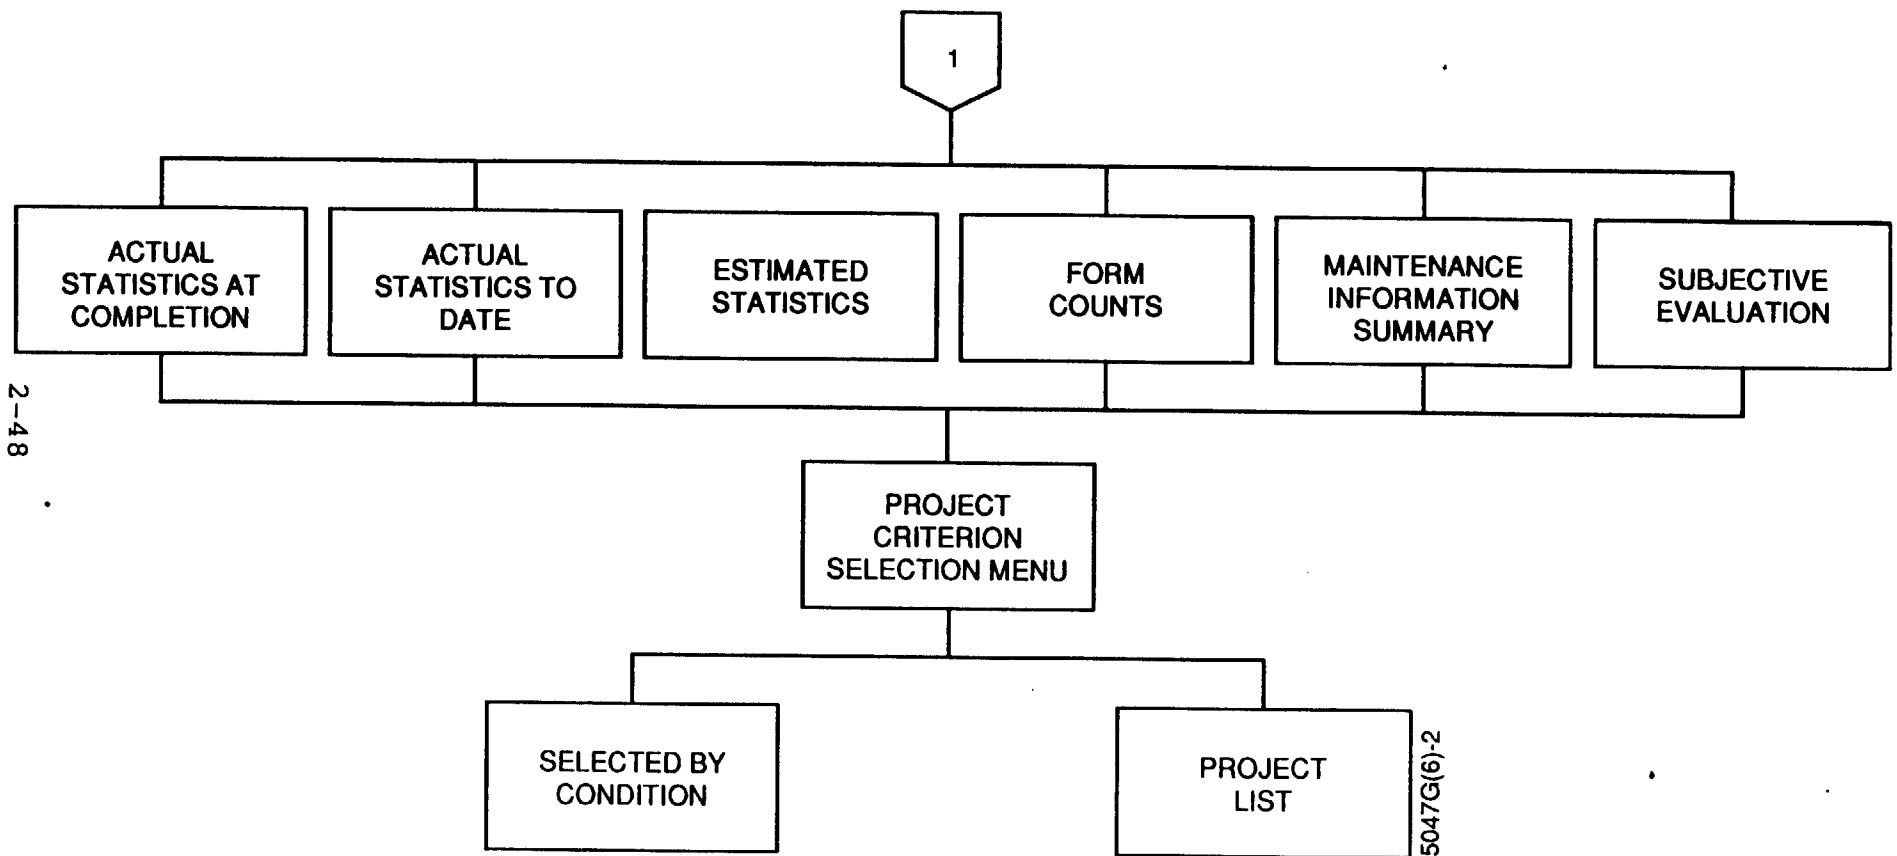 1
ACTUAL
STATISTICS AT
COMPLETION
ACTUAL
STATISTICS TO
DATE
ESTIMATED
STATISTICS
FORM
COUNTS
MAINTENANCE
INFORMATION
SUMMARY
SUBJECTIVE
EVALUATION
2-48
PROJECT
CRITERION
SELECTION MENU
SELECTED BY
CONDITION
PROJECT
LIST
5047G(6)-2